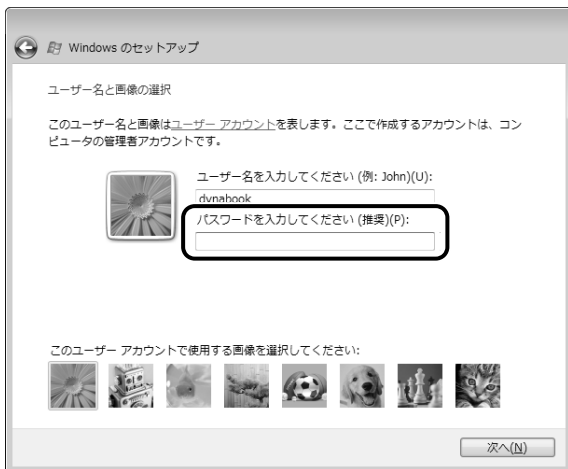 Windows のセットアップ
ユーザー名と画像の選択
このユーザー名と画像はユーザー アカウントを表します。ここで作成するアカウントは、コン
ピュータの管理者アカウントです。
ユーザー名を入力してください (例: John)(U):
dynabook
パスワードを入力してください (推奨)(P):
このユーザー アカウントで使用する画像を選択してください:
次へ(N)